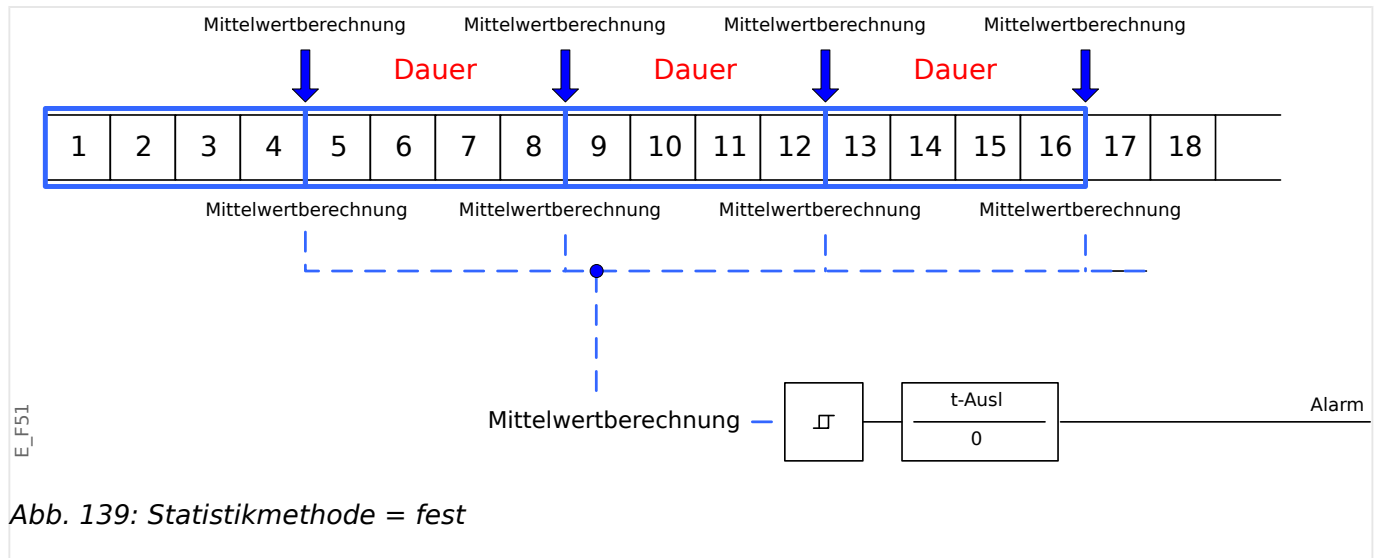 Mittelwertberechnung Mittelwertberechnung Mittelwertberechnung Mittelwertberechnung
Dauer Dauer Dauer
1 2 3 4 5 6 7 8 9 10 11 12 13 14 15 16 17 18
Mittelwertberechnung Mittelwertberechnung Mittelwertberechnung Mittelwertberechnung
t-Ausl
Alarm
Mittelwertberechnung
0
E_F51
Abb. 139: Statistikmethode = fest